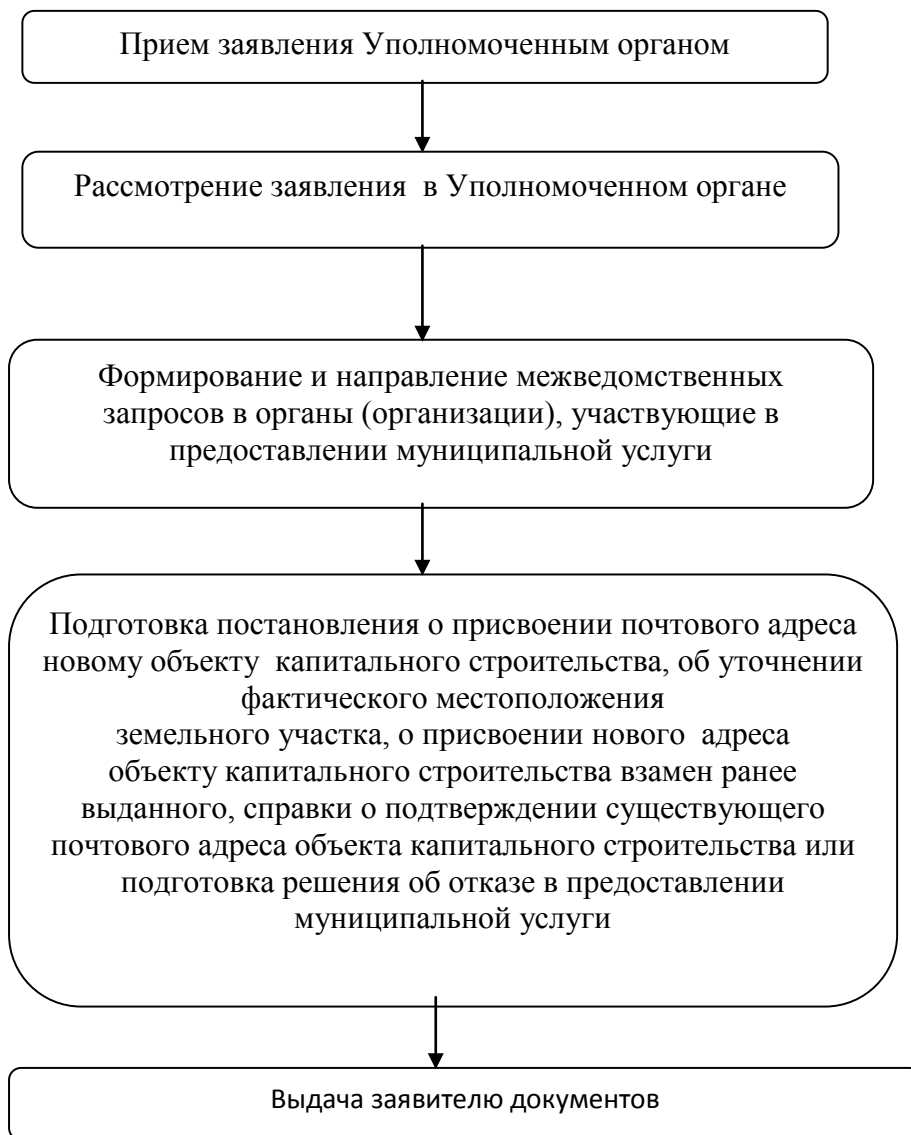 Прием заявления Уполномоченным органом
Рассмотрение заявления в Уполномоченном органе
Формирование и направление межведомственных
запросов в органы (организации), участвующие в
предоставлении муниципальной услуги
Подготовка постановления о присвоении почтового адреса
новому объекту капитального строительства, об уточнении
фактического местоположения
земельного участка, о присвоении нового адреса
объекту капитального строительства взамен ранее
выданного, справки о подтверждении существующего
почтового адреса объекта капитального строительства или
подготовка решения об отказе в предоставлении
муниципальной услуги
Выдача заявителю документов